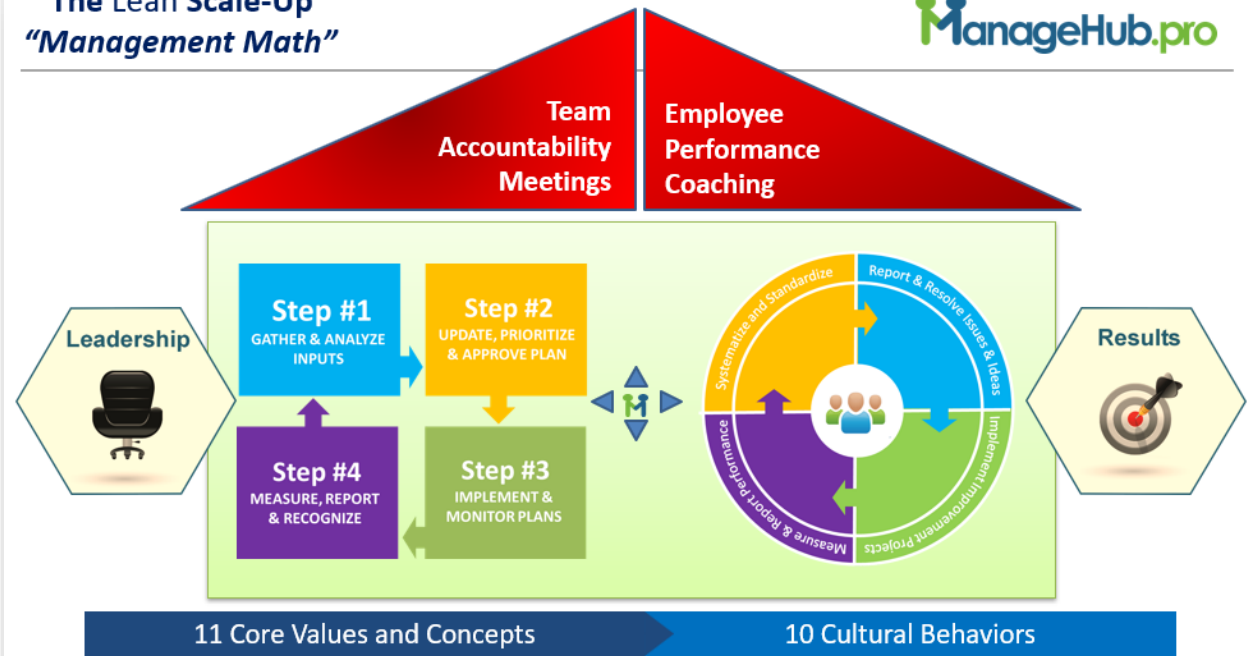 The Lean Scale-Up
“Management Math”
ManageHub.pro
Team
Accountability
Meetings
Employee
Performance
Coaching
Leadership
Step #1
GATHER & ANALYZE
INPUTS
Step #2
UPDATE, PRIORITIZE
& APPROVE PLAN
Step #4
MEASURE, REPORT
& RECOGNIZE
Step #3
IMPLEMENT &
MONITOR PLANS
Systematize and Standardize
Report & Resolve Issues & Ideas
Measure & Report Performance
Implement Improvement Projects
Results
11 Core Values and Concepts
10 Cultural Behaviors